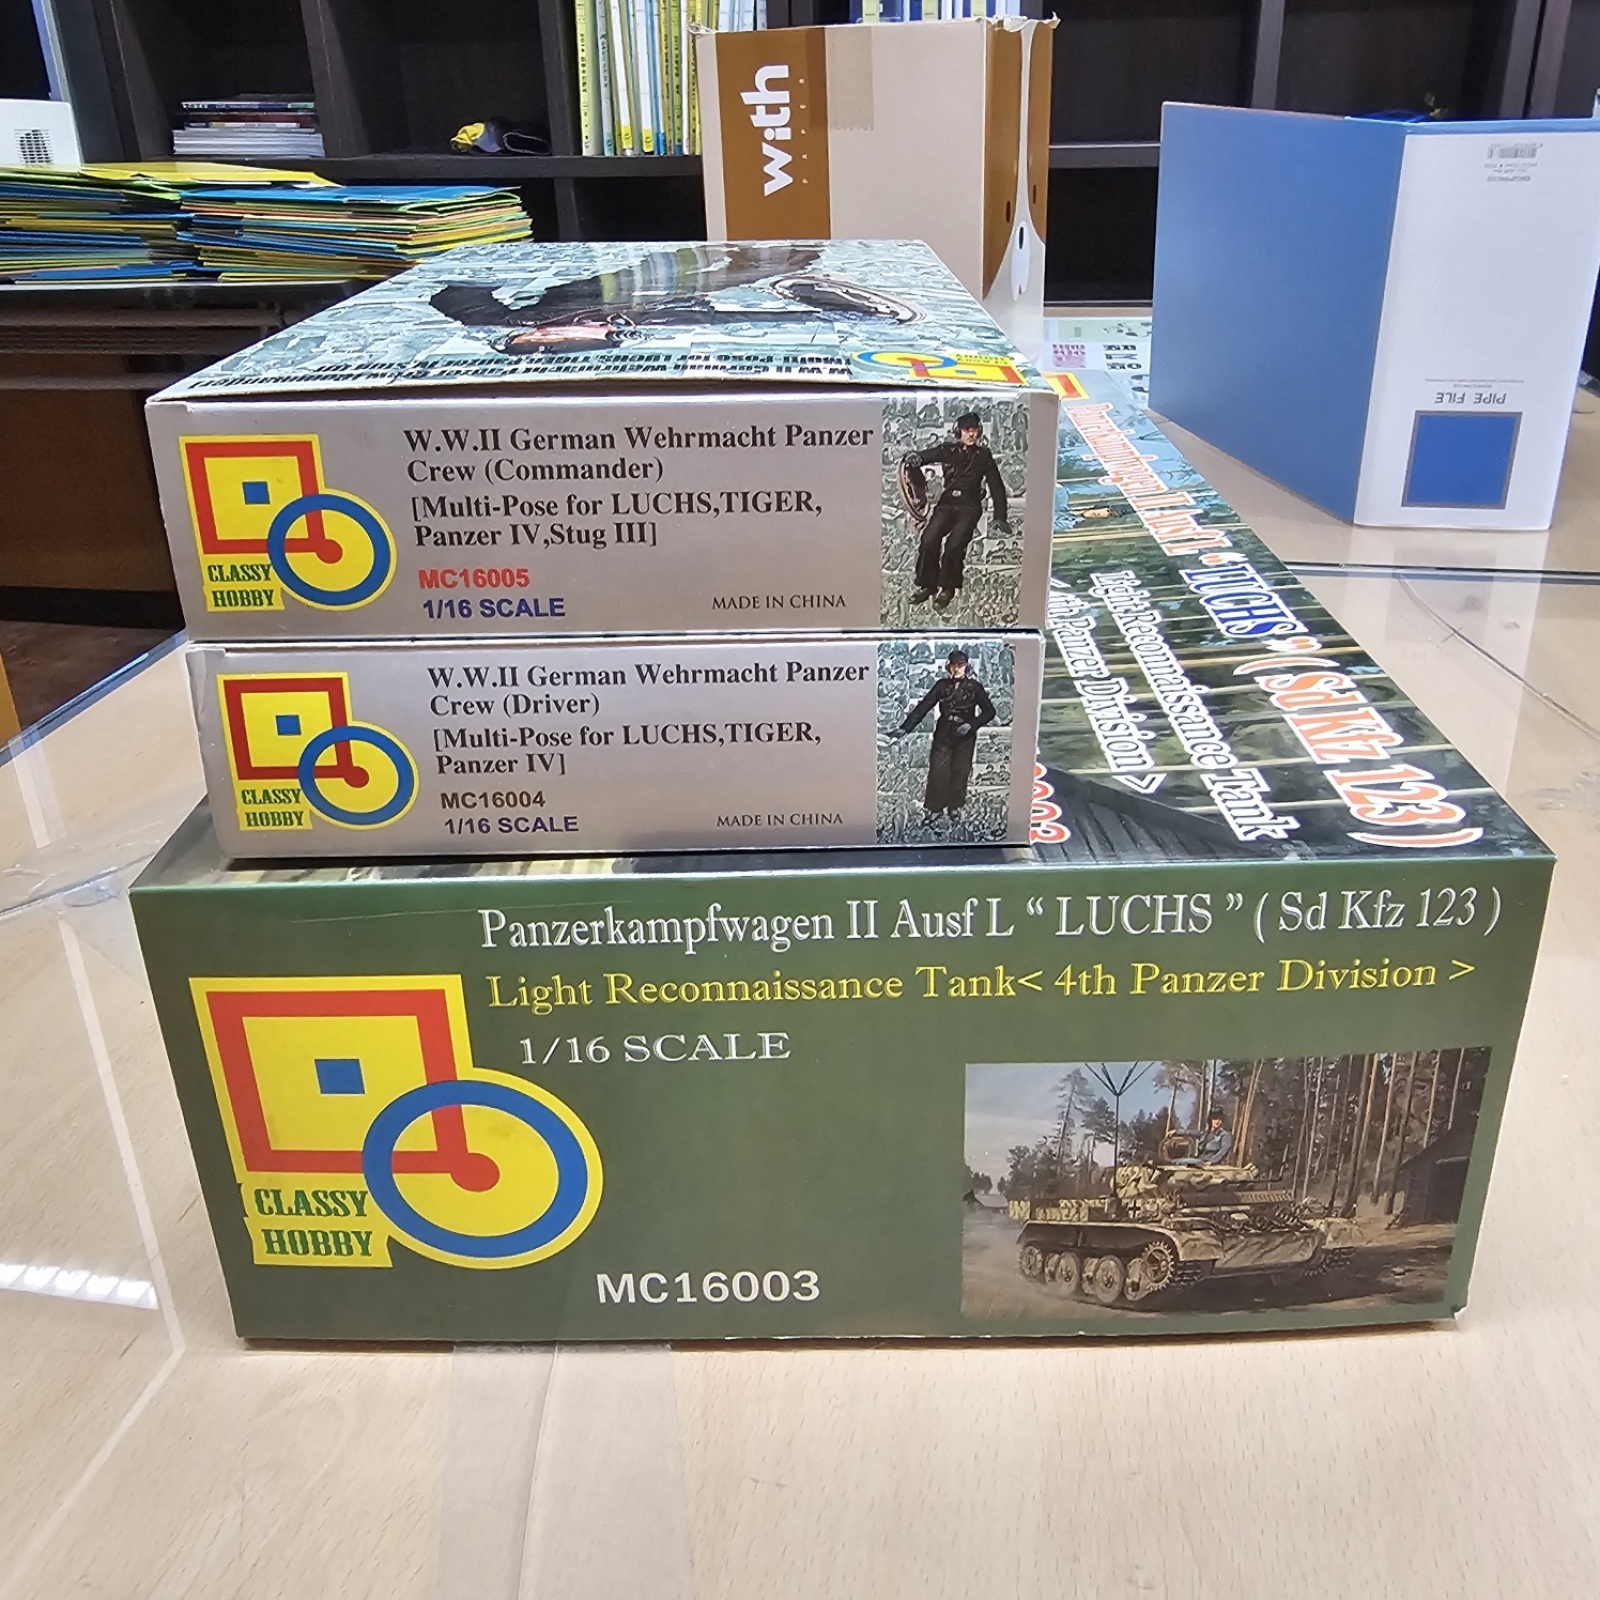 with
PAPER
PIPE FILE
W.W.II German Wehrmacht Panzer
Crew (Commander)
[Multi-Pose for LUCHS,TIGER,
Panzer IV,Stug III]
MC16005
1/16 SCALE
MADE IN CHINA
CLASSY
HOBBY
W.W.II German Wehrmacht Panzer
Crew (Driver)
[Multi-Pose for LUCHS,TIGER,
Panzer IV]
MC16004
1/16 SCALE
MADE IN CHINA
CLASSY
HOBBY
Panzerkampfwagen II Ausf L “ LUCHS ” ( Sd Kfz 123 )
Light Reconnaissance Tank
< 4th Panzer Division >
Panzerkampfwagen II Ausf L “ LUCHS ” ( Sd Kfz 123 )
Light Reconnaissance Tank< 4th Panzer Division >
1/16 SCALE
CLASSY
HOBBY
MC16003